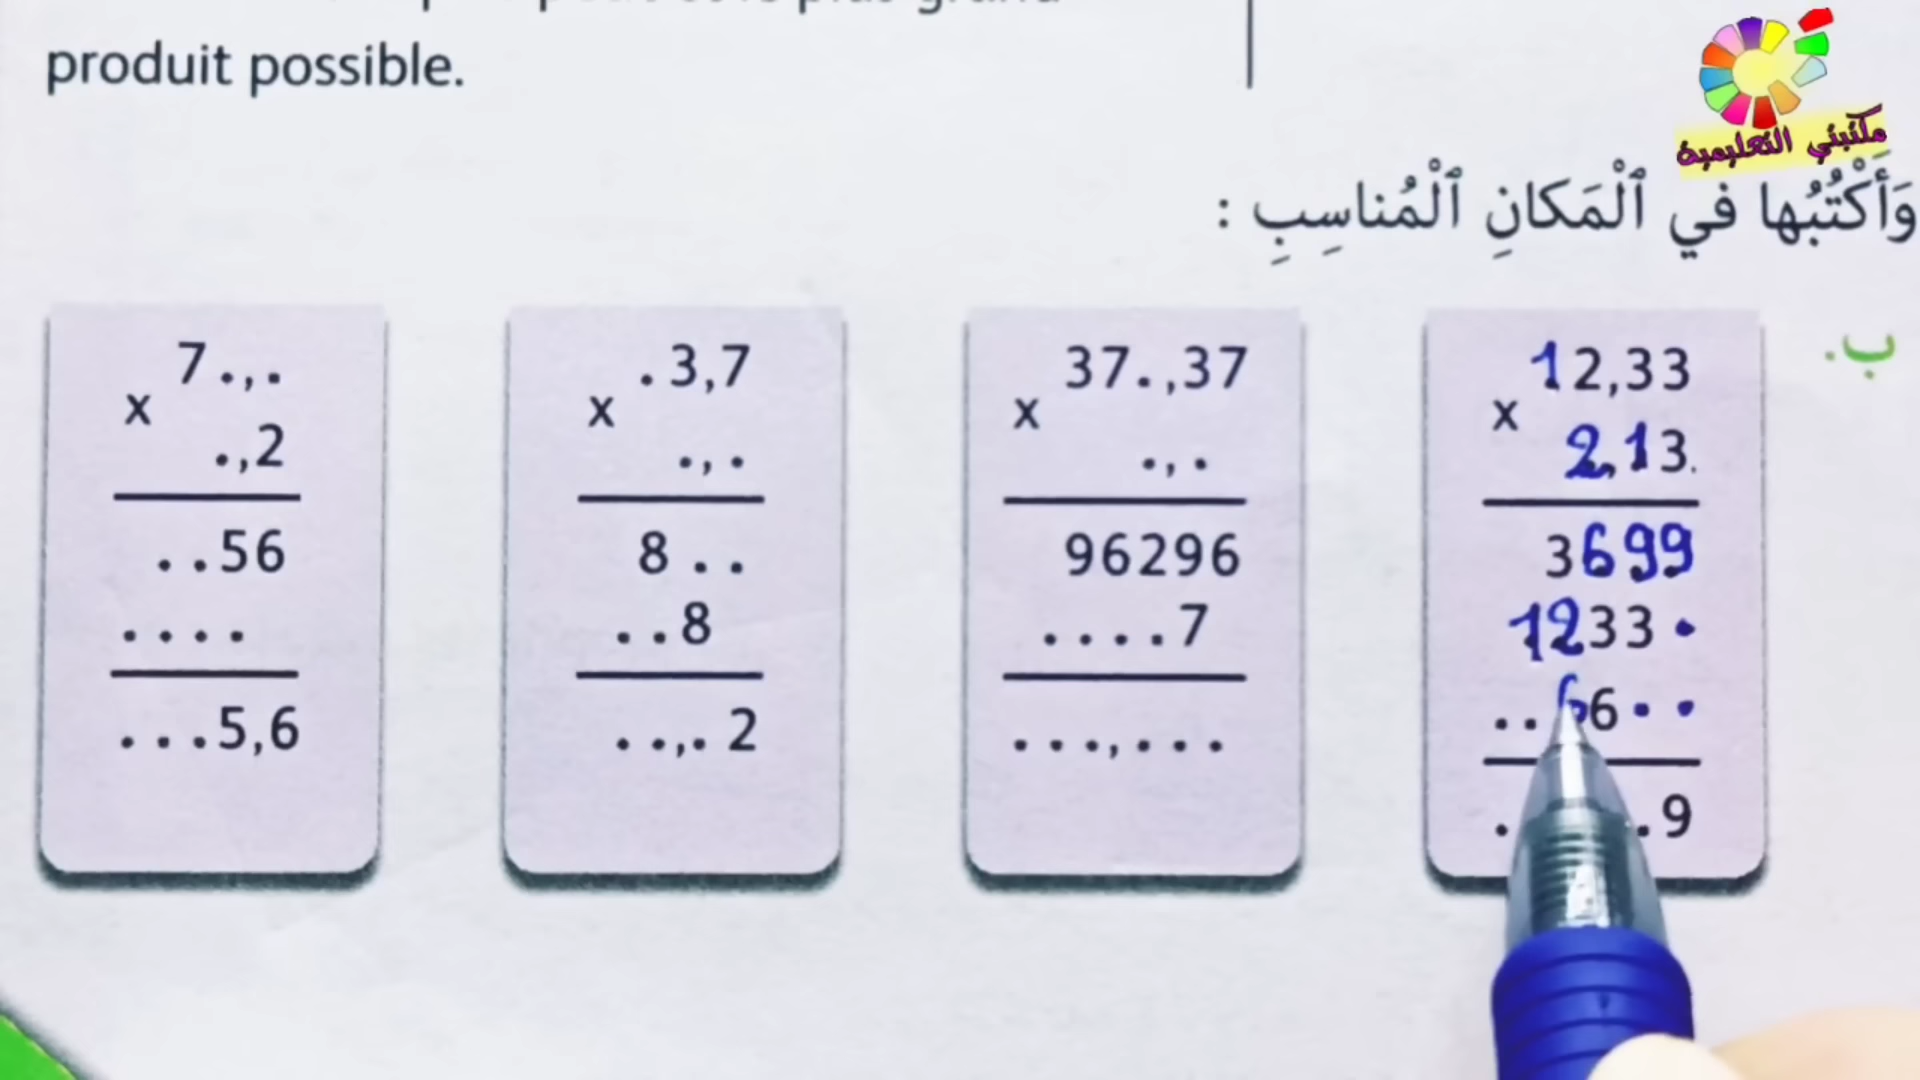 produit possible.
مكتبتي التعليمية
وَأَكْتُبُها في ٱلْمَكانِ ٱلْمُناسِبِ :
ب.
7.,.
x
.,2
..56
....
...5,6
.3,7
x
.,.
8..
..8
..,.2
37.,37
x
.,.
96296
....7
...,...
12,33
x
2,13
3699
1233.
..66..
.9